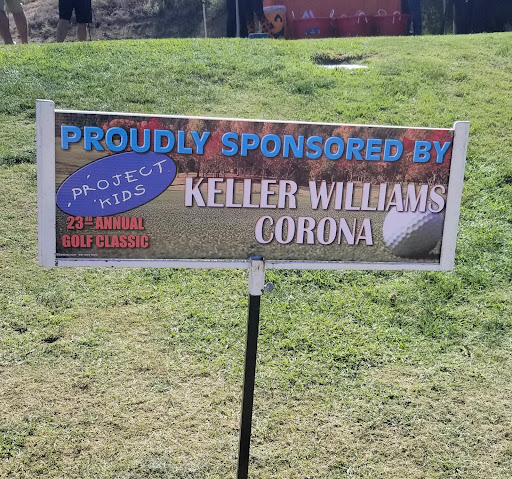 PROUDLY SPONSORED BY
PROJECT
KIDS
23RD ANNUAL
GOLF CLASSIC
KELLER WILLIAMS
CORONA